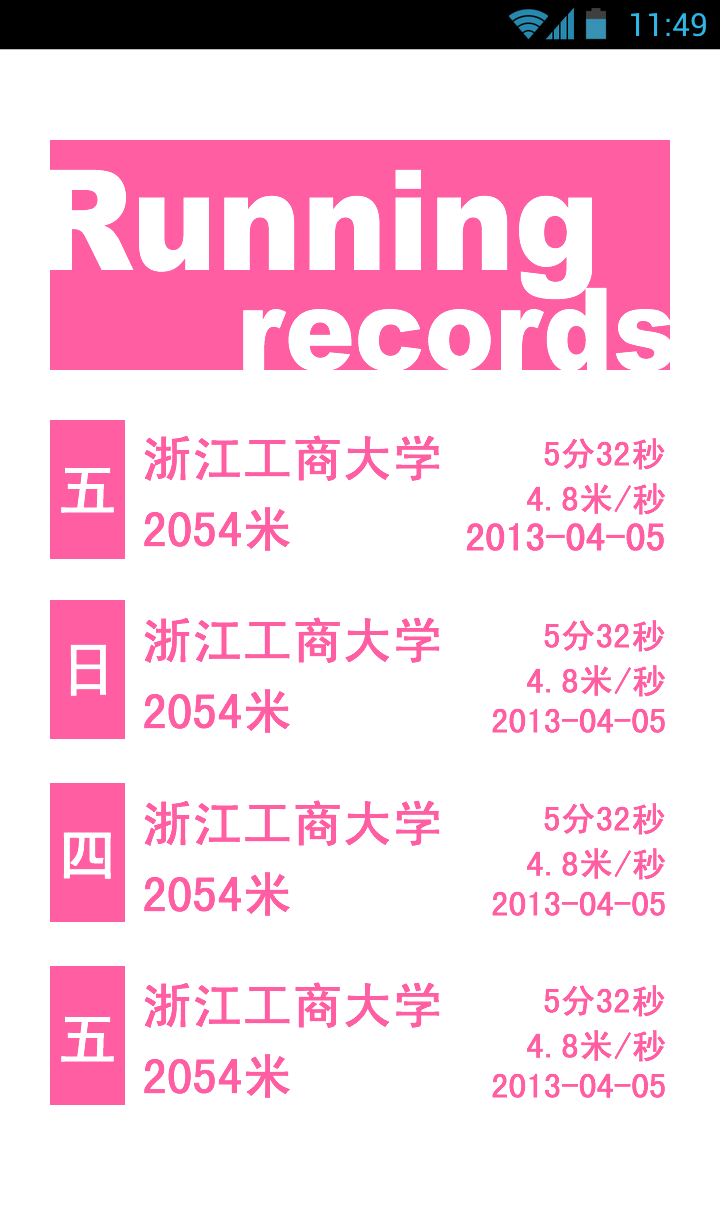 11:49
Running
records
五
浙江工商大学
2054米
5分32秒
4.8米/秒
2013-04-05
日
浙江工商大学
2054米
5分32秒
4.8米/秒
2013-04-05
四
浙江工商大学
2054米
5分32秒
4.8米/秒
2013-04-05
五
浙江工商大学
2054米
5分32秒
4.8米/秒
2013-04-05